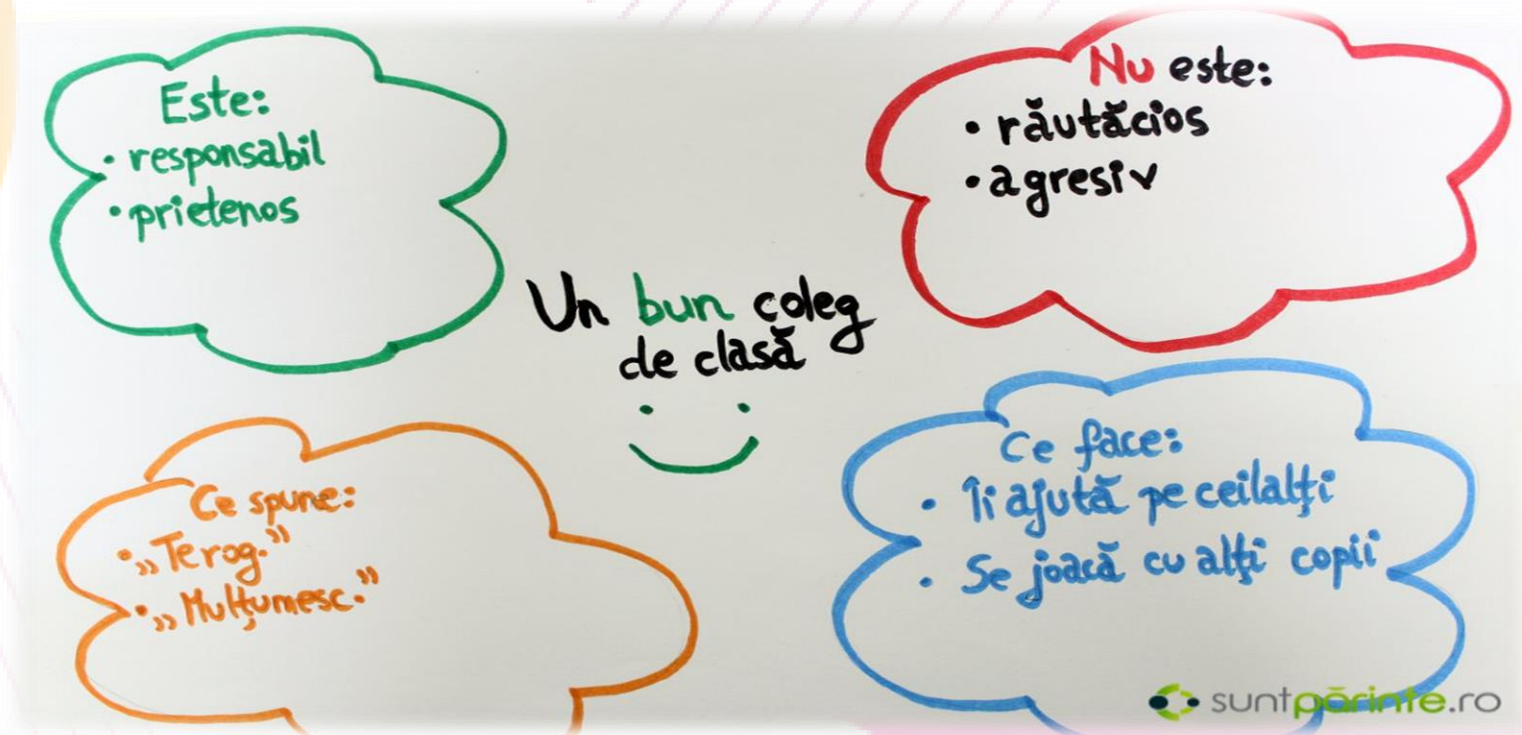 Este:
• responsabil
• prietenos
Nu este:
• răutăcios
• agresiv
Un bun coleg
de clasă
Ce spune:
• „Te rog.”
• „Mulțumesc.”
Ce face:
• Îi ajută pe ceilalți
• Se joacă cu alți copii
suntpărinte.ro